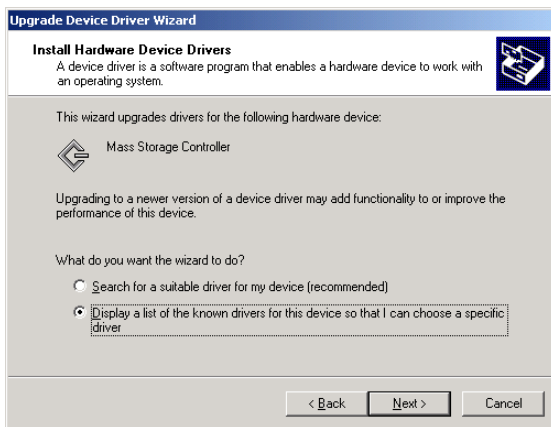 Upgrade Device Driver Wizard
Install Hardware Device Drivers
A device driver is a software program that enables a hardware device to work with
an operating system.
This wizard upgrades drivers for the following hardware device:
Mass Storage Controller
Upgrading to a newer version of a device driver may add functionality to or improve the
performance of this device.
What do you want the wizard to do?
Search for a suitable driver for my device (recommended)
Display a list of the known drivers for this device so that I can choose a specific
driver
< Back Next > Cancel